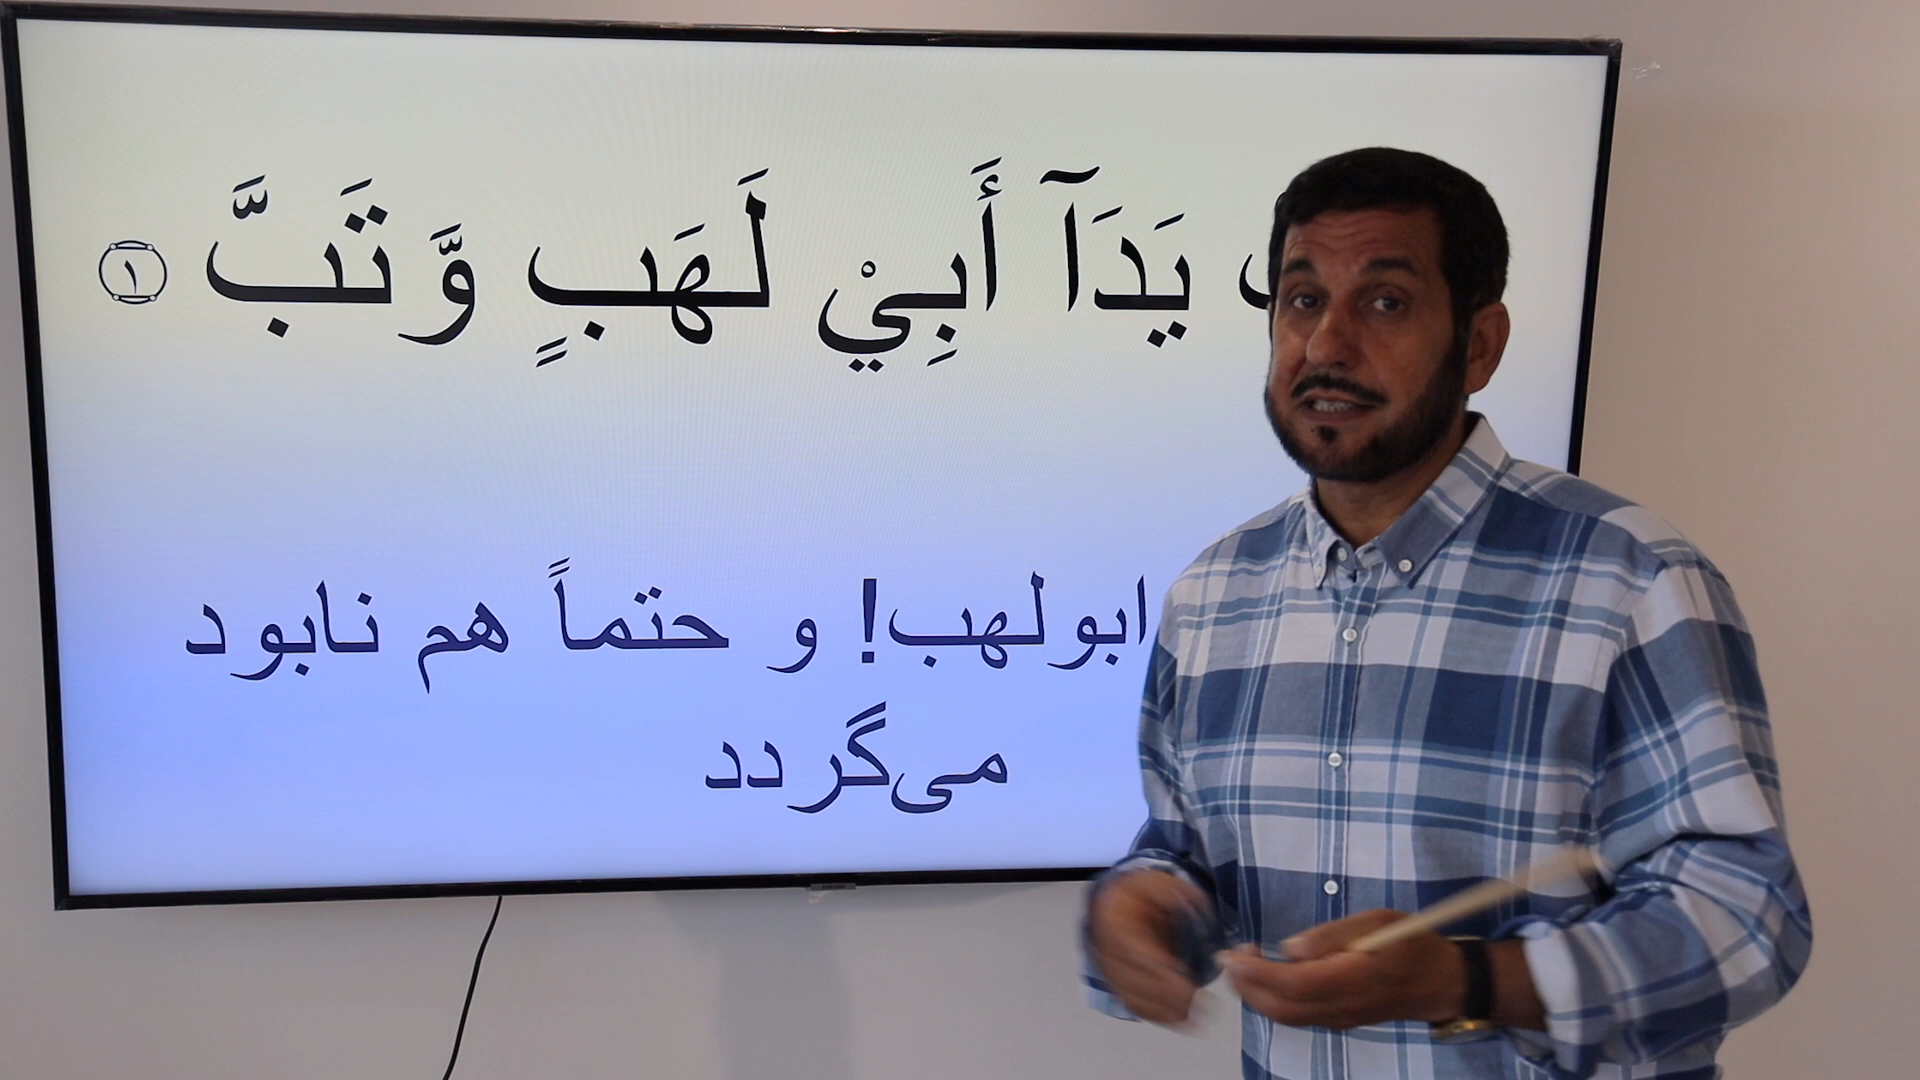 يَدَآ أَبِيْ لَهَبٍ وَّتَبَّ ١
ابولهب! و حتماً هم نابود
می‌گردد